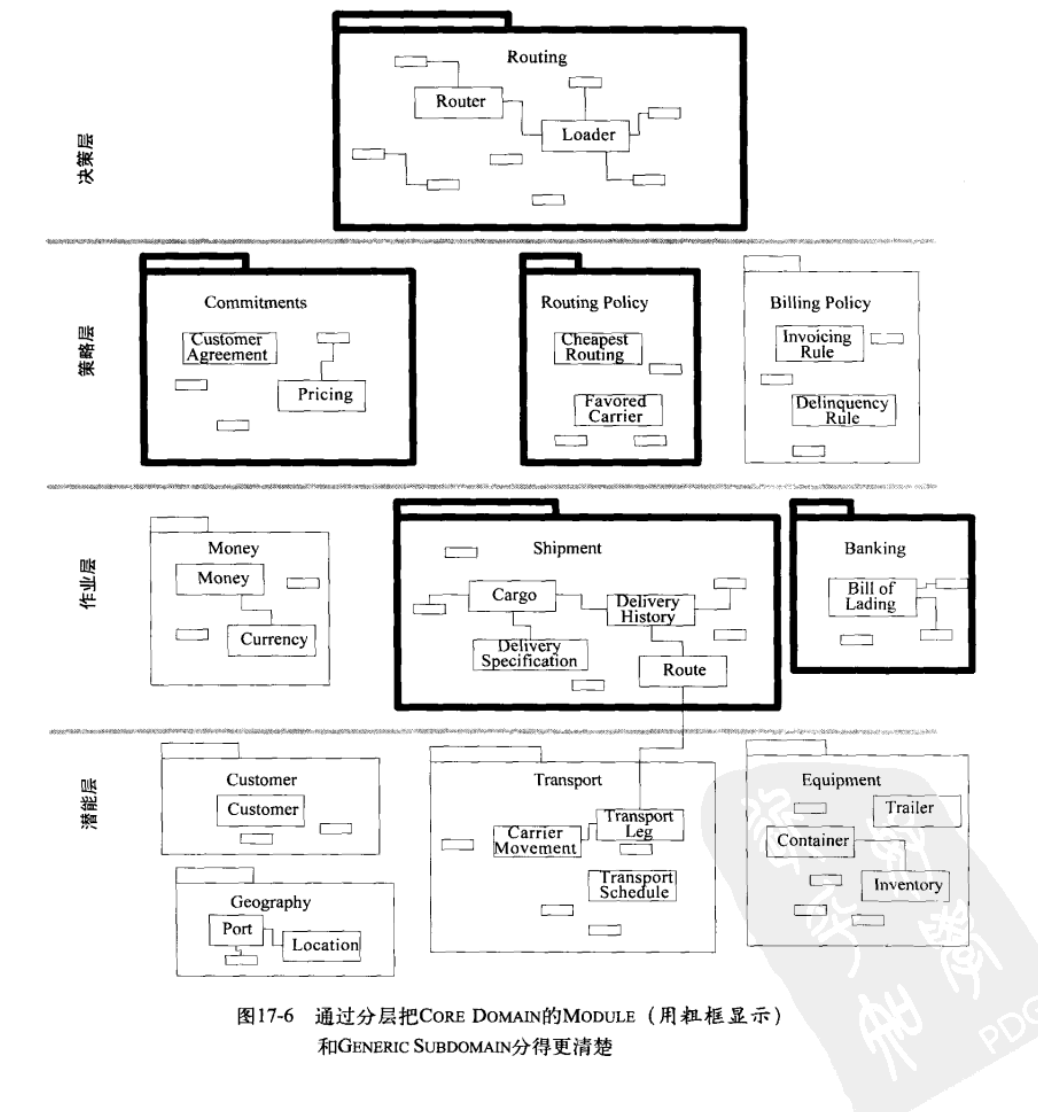 决策层
Routing
Router
Loader
策略层
Commitments
Customer
Agreement
Pricing
Routing Policy
Cheapest
Routing
Favored
Carrier
Billing Policy
Invoicing
Rule
Delinquency
Rule
作业层
Money
Money
Currency
Shipment
Cargo
Delivery
History
Delivery
Specification
Route
Banking
Bill of
Lading
潜能层
Customer
Customer
Geography
Port
Location
Transport
Transport
Leg
Carrier
Movement
Transport
Schedule
Equipment
Trailer
Container
Inventory
图17-6 通过分层把CORE DOMAIN的MODULE（用粗框显示）
和GENERIC SUBDOMAIN分得更清楚
PDG